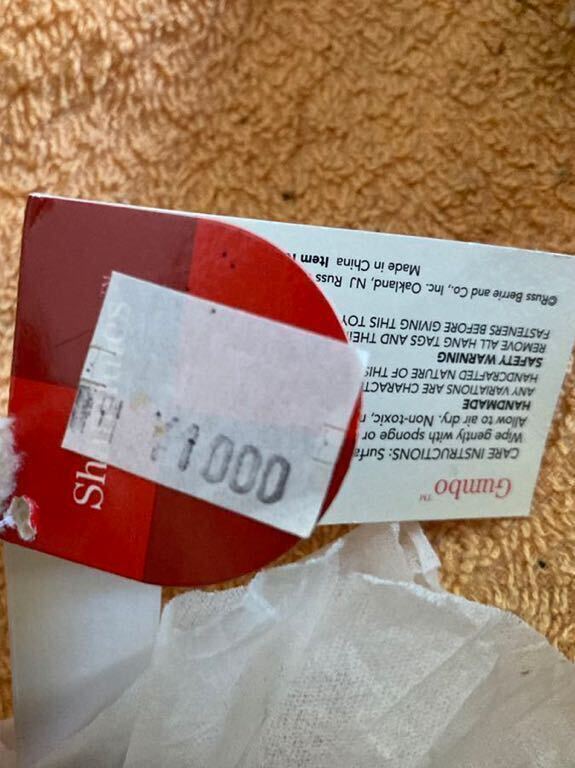 Gumbo™
CARE INSTRUCTIONS: Surfa
Wipe gently with sponge or
Allow to air dry. Non-toxic,
HANDMADE
ANY VARIATIONS ARE CHARACT
HANDCRAFTED NATURE OF THIS
SAFETY WARNING
REMOVE ALL HANG TAGS AND THEIR
FASTENERS BEFORE GIVING THIS TOY
©Russ Berrie and Co., Inc. Oakland, NJ Russ
Made in China Item
Sh
les
¥1000